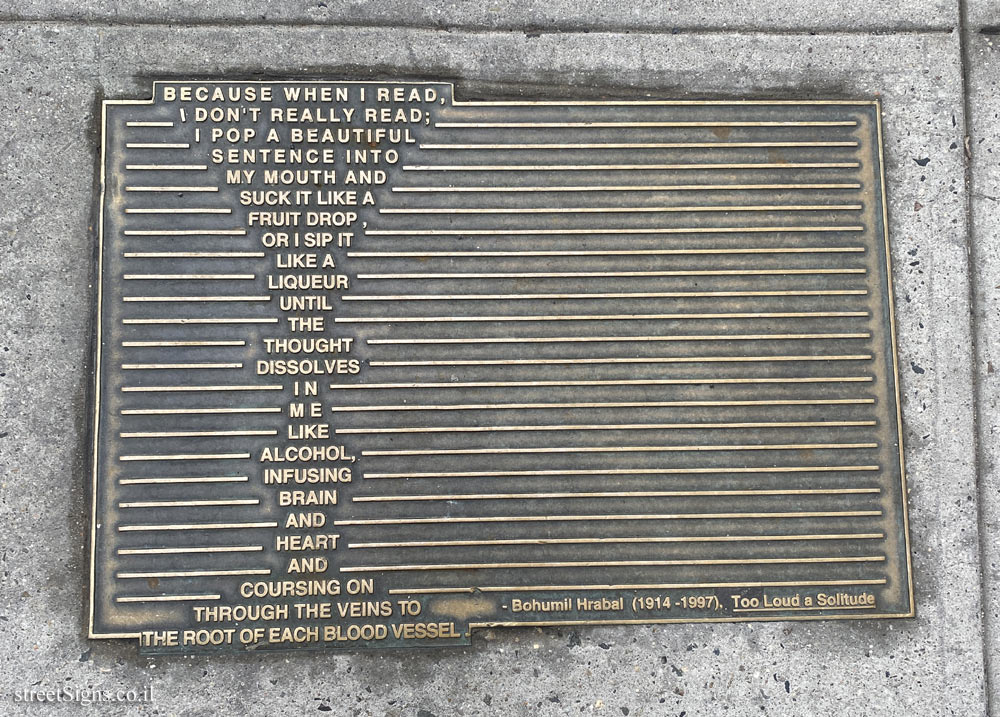 BECAUSE WHEN I READ,
I DON'T REALLY READ;
I POP A BEAUTIFUL
SENTENCE INTO
MY MOUTH AND
SUCK IT LIKE A
FRUIT DROP ,
OR I SIP IT
LIKE A
LIQUEUR
UNTIL
THE
THOUGHT
DISSOLVES
IN
ME
LIKE
ALCOHOL,
INFUSING
BRAIN
AND
HEART
AND
COURSING ON
THROUGH THE VEINS TO
THE ROOT OF EACH BLOOD VESSEL .
- Bohumil Hrabal (1914 -1997), Too Loud a Solitude
streetSigns.co.il